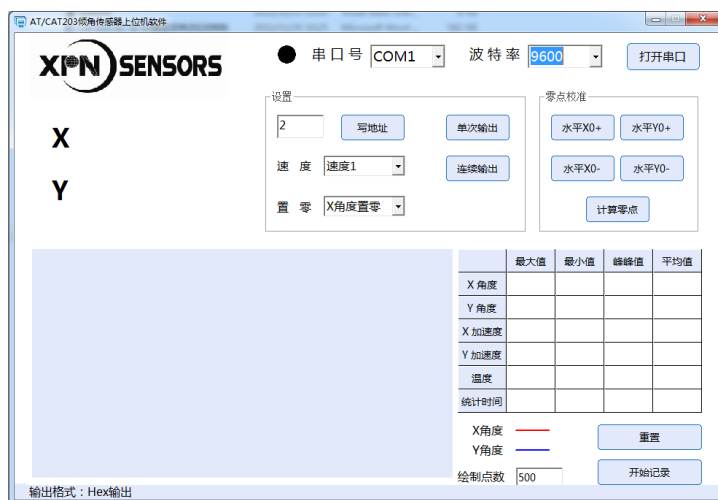 AT/CAT203倾角传感器上位机软件
XPN SENSORS
串口号 COM1 波特率 9600 打开串口
设置
2 写地址 单次输出
速 度 速度1 连续输出
置 零 X角度置零
零点校准
水平X0+ 水平Y0+
水平X0- 水平Y0-
计算零点
X
Y
最大值 最小值 峰峰值 平均值
X 角度
Y 角度
X 加速度
Y 加速度
温度
统计时间
X角度
Y角度
重置
绘制点数 500 开始记录
输出格式：Hex输出